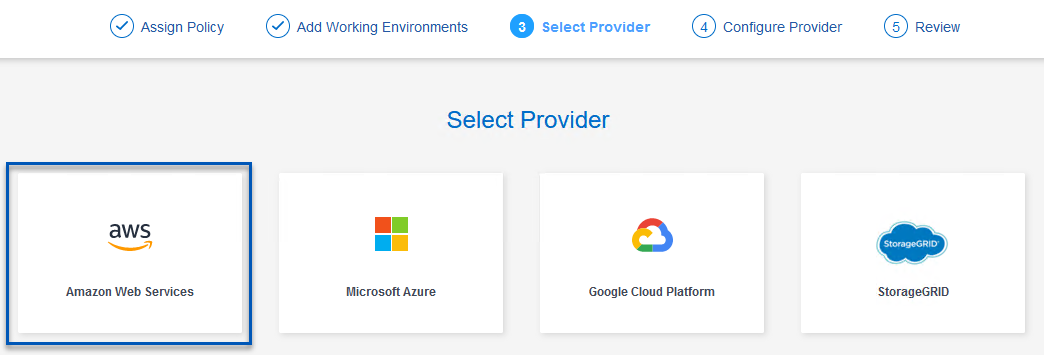 Assign Policy
Add Working Environments
3 Select Provider
4 Configure Provider
5 Review
Select Provider
aws
Amazon Web Services
Microsoft Azure
Google Cloud Platform
StorageGRID
StorageGRID